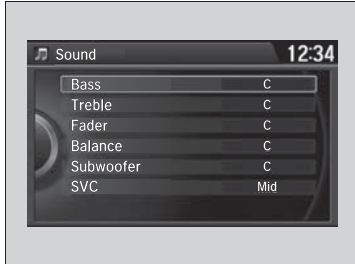 Sound 12:34
Bass C
Treble C
Fader C
Balance C
Subwoofer C
SVC Mid